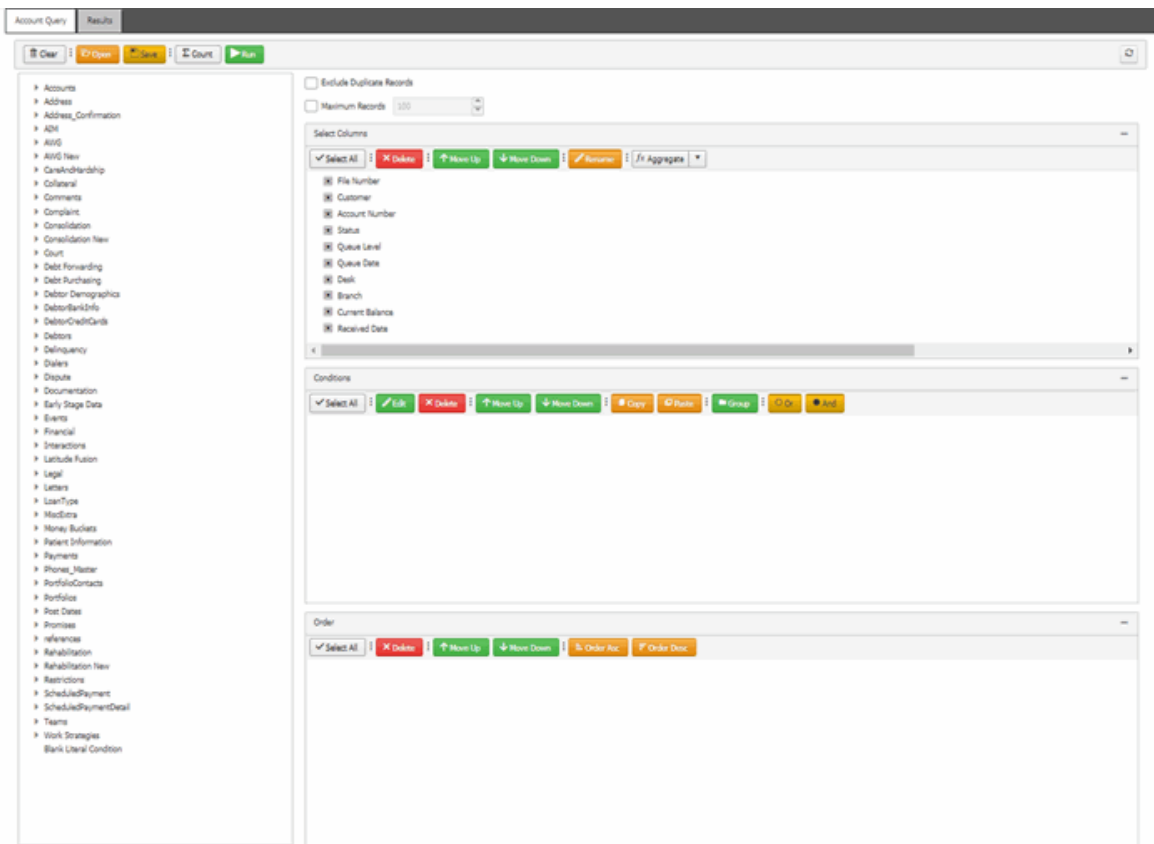 Account Query Results
Clear Open Save Σ Count Run
Accounts
Address
Address_Confirmation
AIM
AWG
AWG New
CareAndHardship
Collateral
Comments
Complaint
Consolidation
Consolidation New
Court
Debt Forwarding
Debt Purchasing
Debtor Demographics
DebtorBankInfo
DebtorCreditCards
Debtors
Delinquency
Dialers
Dispute
Documentation
Early Stage Data
Events
Financial
Interactions
Latitude Fusion
Legal
Letters
LoanType
MiscExtra
Money Buckets
Patient Information
Payments
Phones_Master
PortfolioContacts
Portfolios
Post Dates
Promises
references
Rehabilitation
Rehabilitation New
Restrictions
ScheduledPayment
ScheduledPaymentDetail
Teams
Work Strategies
Blank Literal Condition
Exclude Duplicate Records
Maximum Records 100
Select Columns
Select All Delete Move Up Move Down Rename fx Aggregate
File Number
Customer
Account Number
Status
Queue Level
Queue Date
Desk
Branch
Current Balance
Received Date
Conditions
Select All Edit Delete Move Up Move Down Copy Paste Group Or And
Order
Select All Delete Move Up Move Down Order Asc Order Desc